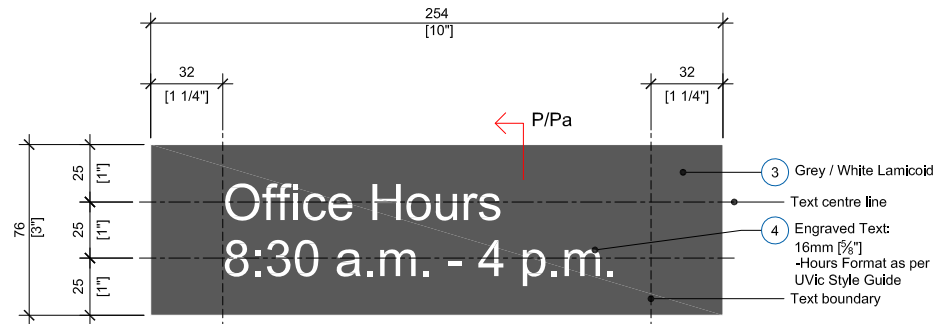 254
[10"]
32
[1 1/4"]
32
[1 1/4"]
P/Pa
76
[3"]
25
[1"]
25
[1"]
25
[1"]
Office Hours
8:30 a.m. - 4 p.m.
3 Grey / White Lamicoid
Text centre line
4 Engraved Text:
16mm [⅝"]
-Hours Format as per
UVic Style Guide
Text boundary